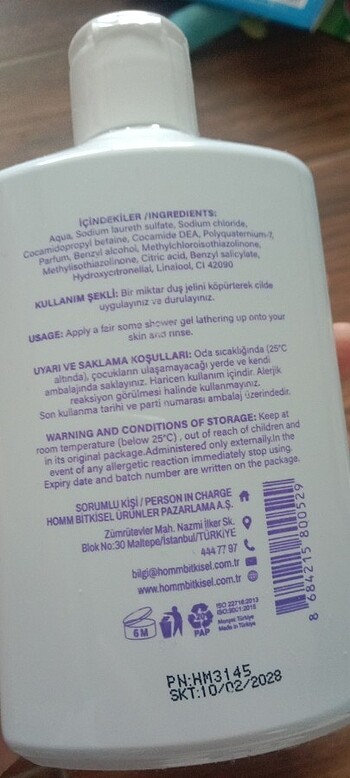 İÇİNDEKİLER /INGREDIENTS:
Aqua, Sodium laureth sulfate, Sodium chloride,
Cocamidopropyl betaine, Cocamide DEA, Polyquaternium-7,
Parfum, Benzyl alcohol, Methylchloroisothiazolinone,
Methylisothiazolinone, Citric acid, Benzyl salicylate,
Hydroxycitronellal, Linalool, CI 42090
KULLANIM ŞEKLİ: Bir miktar duş jelini köpürterek cilde
uygulayınız ve durulayınız.
USAGE: Apply a fair some shower gel lathering up onto your
skin and rinse.
UYARI VE SAKLAMA KOŞULLARI: Oda sıcaklığında (25°C
altında), çocukların ulaşamayacağı yerde ve kendi
ambalajında saklayınız. Haricen kullanım içindir. Alerjik
reaksiyon görülmesi halinde kullanmayınız.
Son kullanma tarihi ve parti numarası ambalaj üzerindedir.
WARNING AND CONDITIONS OF STORAGE: Keep at
room temperature (below 25°C) , out of reach of children and
in its original package.Administered only externally.In the
event of any allergetic reaction immediately stop using.
Expiry date and batch number are written on the package.
SORUMLU KİŞİ / PERSON IN CHARGE
HOMM BİTKİSEL ÜRÜNLER PAZARLAMA A.Ş.
Zümrütevler Mah. Nazmi İlker Sk.
Blok No:30 Maltepe/İstanbul/TÜRKİYE
444 77 97
bilgi@hommbitkisel.com.tr
www.hommbitkisel.com.tr
8 684215 800529
6M
PAP
ISO 22716:2013
ISO:9001:2015
Menşei: Türkiye
Made in Türkiye
PN:HM3145
SKT:10/02/2028